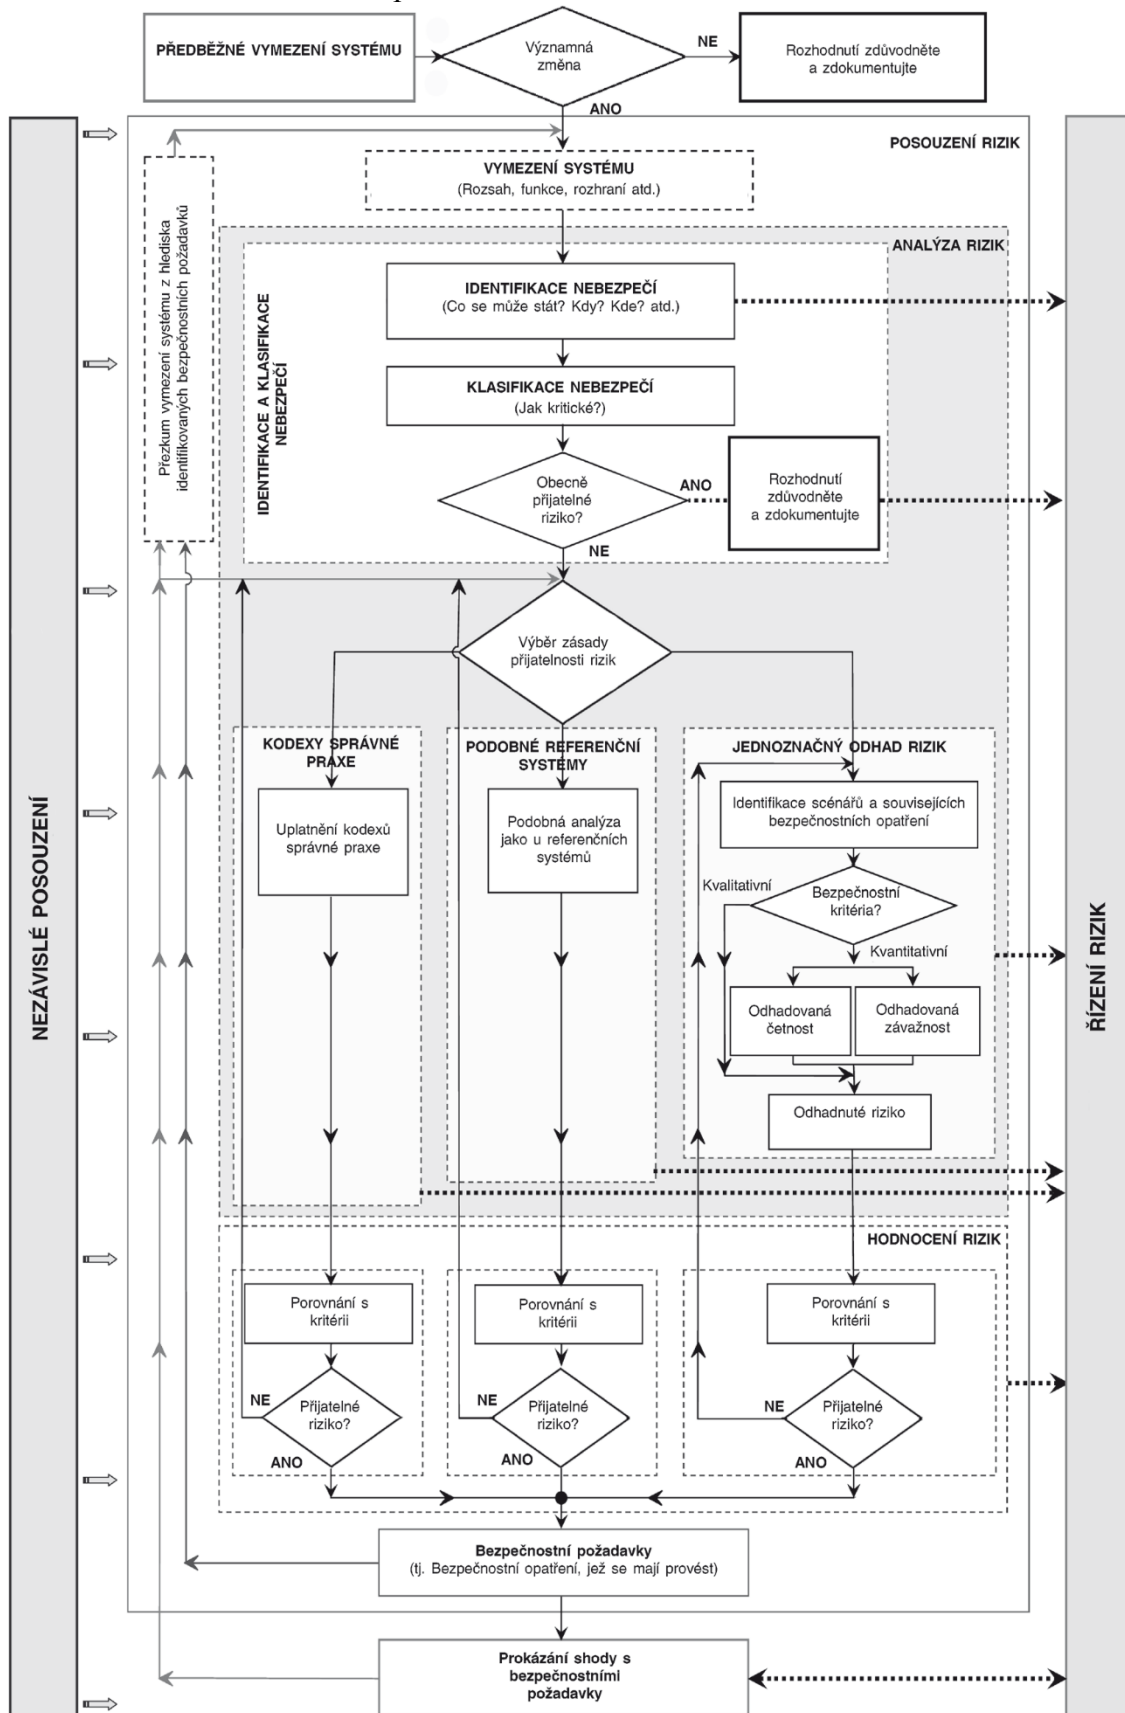 PŘEDBĚŽNÉ VYMEZENÍ SYSTÉMU
Významná
změna
NE
Rozhodnutí zdůvodněte
a zdokumentujte
ANO
POSOUZENÍ RIZIK
VYMEZENÍ SYSTÉMU
(Rozsah, funkce, rozhraní atd.)
Přezkum vymezení systému z hlediska
identifikovaných bezpečnostních požadavků
ANALÝZA RIZIK
IDENTIFIKACE A KLASIFIKACE
NEBEZPEČÍ
IDENTIFIKACE NEBEZPEČÍ
(Co se může stát? Kdy? Kde? atd.)
KLASIFIKACE NEBEZPEČÍ
(Jak kritické?)
Obecně
přijatelné
riziko?
ANO
Rozhodnutí
zdůvodněte
a zdokumentujte
NE
Výběr zásady
přijatelnosti rizik
KODEXY SPRÁVNÉ
PRAXE
PODOBNÉ REFERENČNÍ
SYSTÉMY
JEDNOZNAČNÝ ODHAD RIZIK
Uplatnění kodexů
správné praxe
Podobná analýza
jako u referenčních
systémů
Identifikace scénářů a souvisejících
bezpečnostních opatření
Kvalitativní
Bezpečnostní
kritéria?
Kvantitativní
Odhadovaná
četnost
Odhadovaná
závažnost
Odhadnuté riziko
NEZÁVISLÉ POSOUZENÍ
ŘÍZENÍ RIZIK
HODNOCENÍ RIZIK
Porovnání s
kritérii
Porovnání s
kritérii
Porovnání s
kritérii
NE
Přijatelné
riziko?
ANO
NE
Přijatelné
riziko?
ANO
NE
Přijatelné
riziko?
ANO
Bezpečnostní požadavky
(tj. Bezpečnostní opatření, jež se mají provést)
Prokázání shody s
bezpečnostními
požadavky